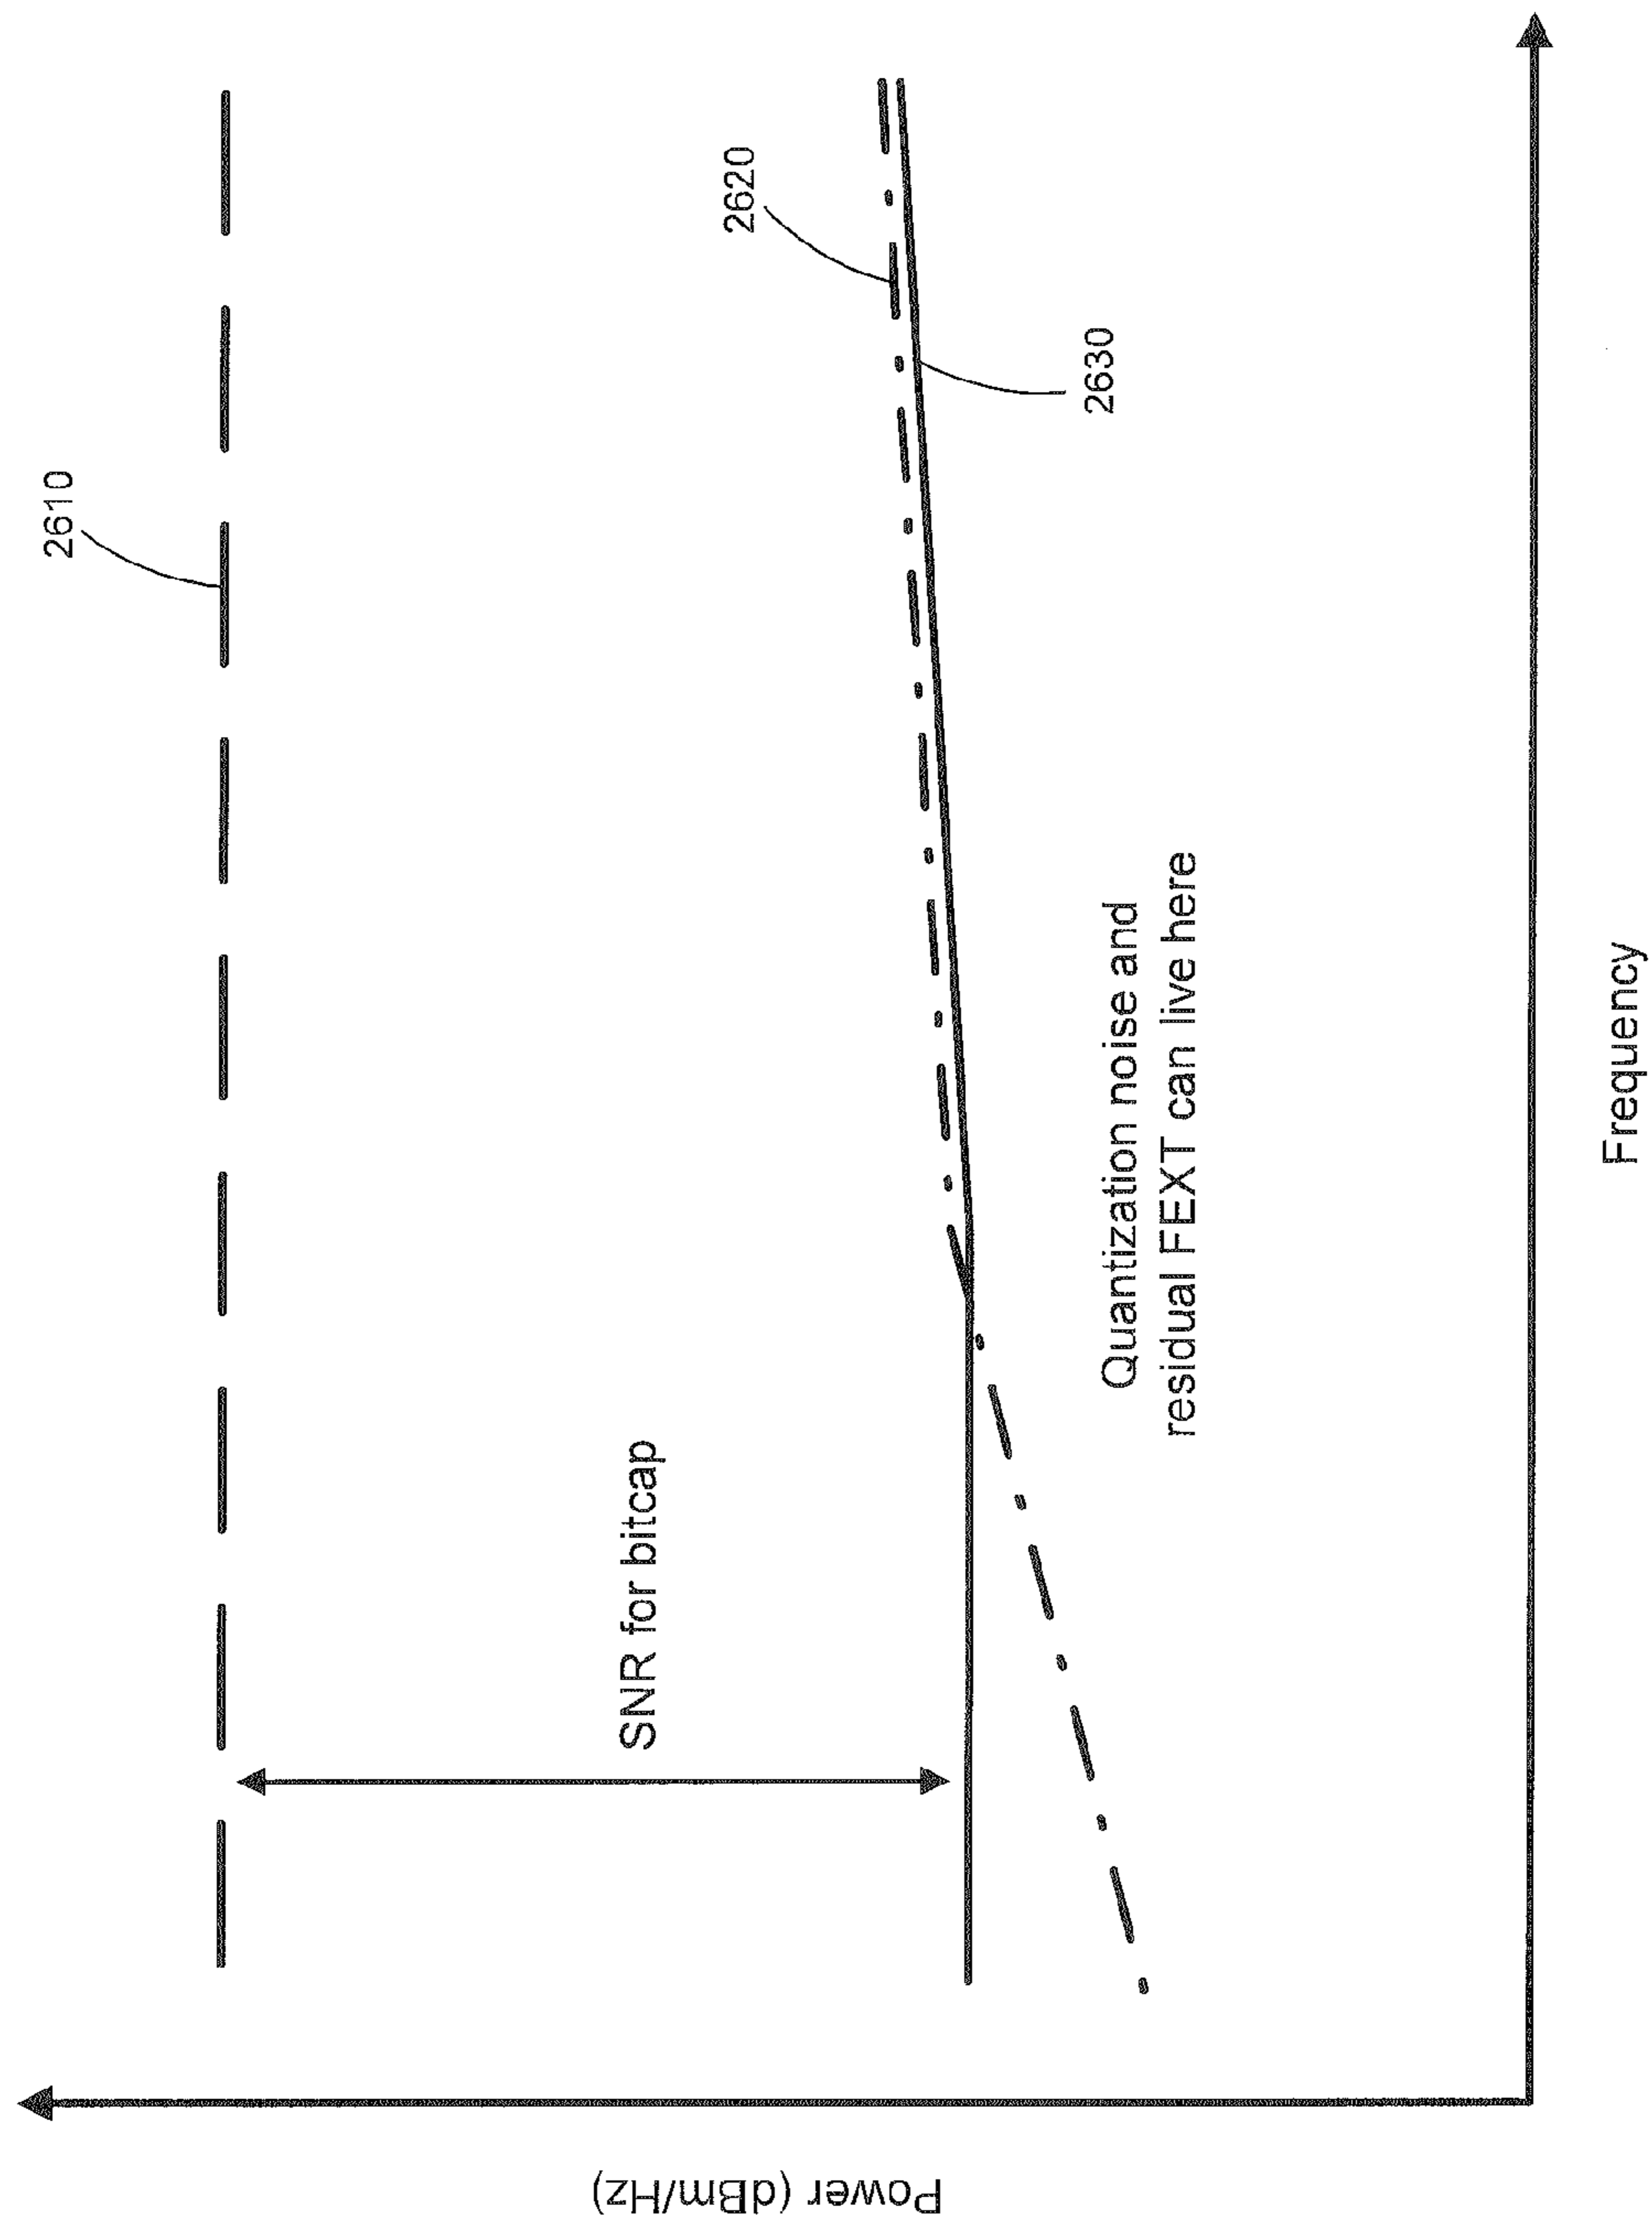 2610
2620
2630
SNR for bitcap
Quantization noise and
residual FEXT can live here
Power (dBm/Hz)
Frequency